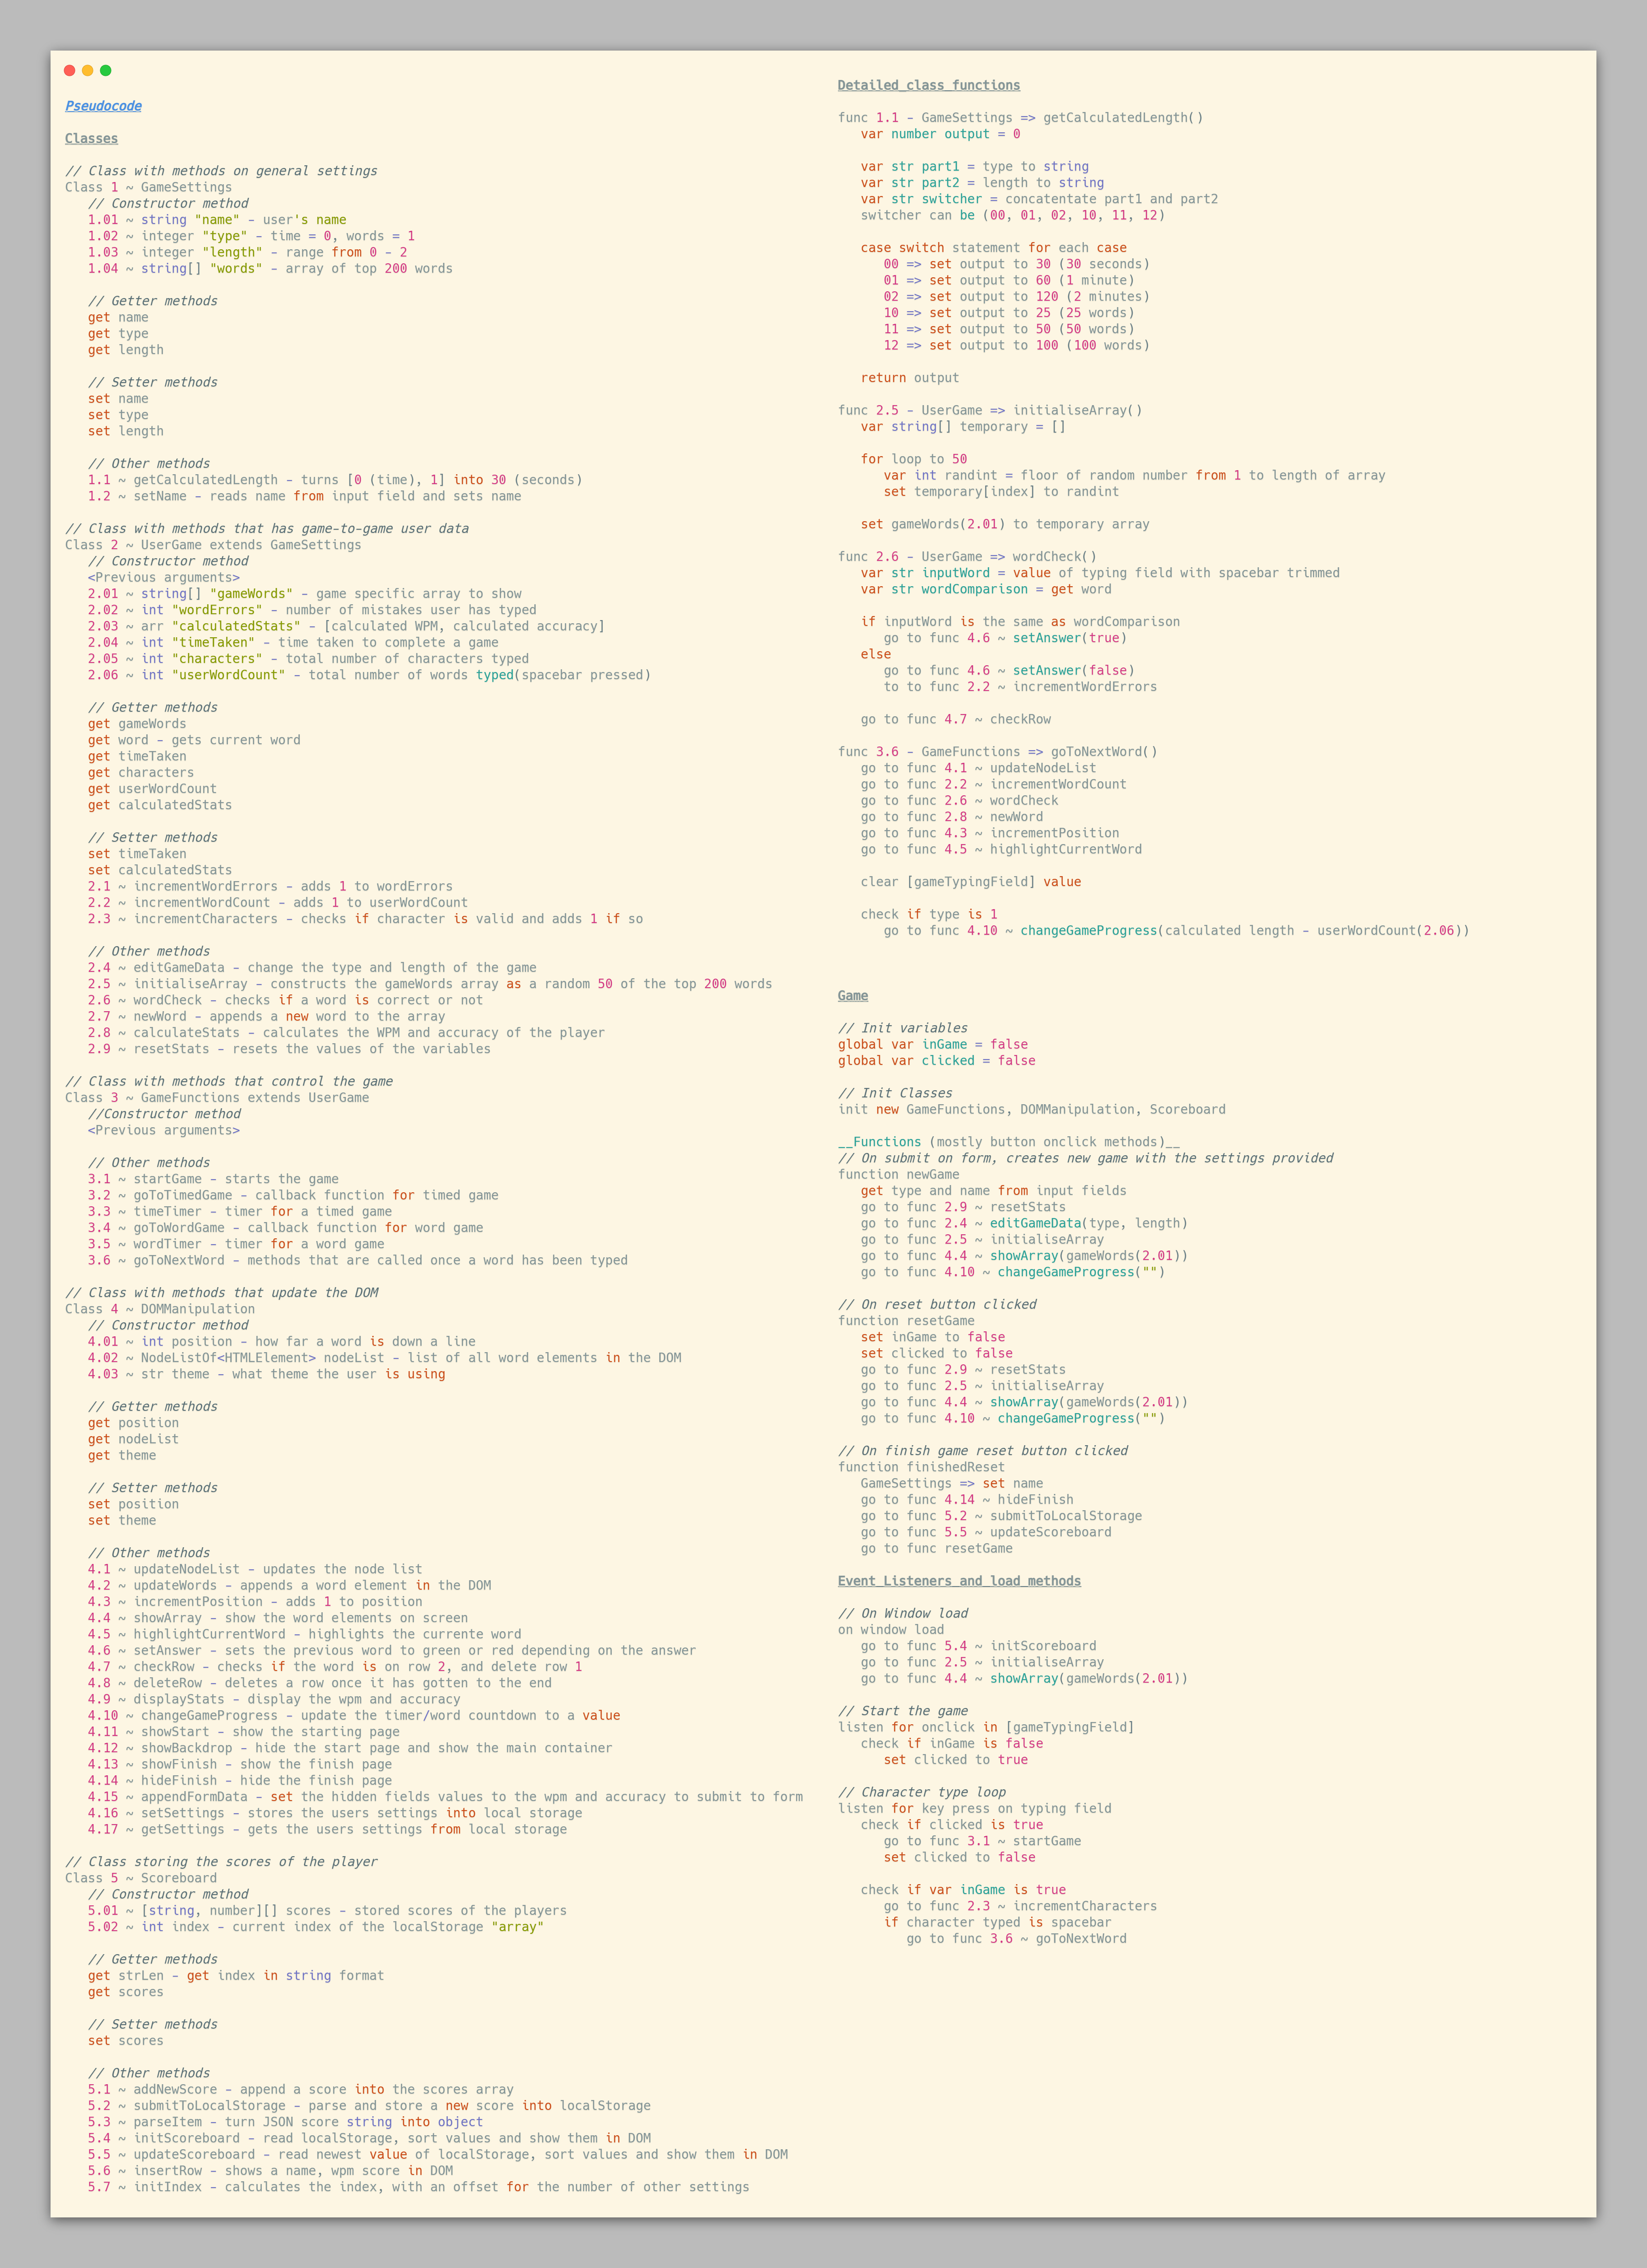 Pseudocode
Classes
// Class with methods on general settings
Class 1 ~ GameSettings
// Constructor method
1.01 ~ string "name" - user's name
1.02 ~ integer "type" - time = 0, words = 1
1.03 ~ integer "length" - range from 0 - 2
1.04 ~ string[] "words" - array of top 200 words
// Getter methods
get name
get type
get length
// Setter methods
set name
set type
set length
// Other methods
1.1 ~ getCalculatedLength - turns [0 (time), 1] into 30 (seconds)
1.2 ~ setName - reads name from input field and sets name
// Class with methods that has game-to-game user data
Class 2 ~ UserGame extends GameSettings
// Constructor method
<Previous arguments>
2.01 ~ string[] "gameWords" - game specific array to show
2.02 ~ int "wordErrors" - number of mistakes user has typed
2.03 ~ arr "calculatedStats" - [calculated WPM, calculated accuracy]
2.04 ~ int "timeTaken" - time taken to complete a game
2.05 ~ int "characters" - total number of characters typed
2.06 ~ int "userWordCount" - total number of words typed(spacebar pressed)
// Getter methods
get gameWords
get word - gets current word
get timeTaken
get characters
get userWordCount
get calculatedStats
// Setter methods
set timeTaken
set calculatedStats
2.1 ~ incrementWordErrors - adds 1 to wordErrors
2.2 ~ incrementWordCount - adds 1 to userWordCount
2.3 ~ incrementCharacters - checks if character is valid and adds 1 if so
// Other methods
2.4 ~ editGameData - change the type and length of the game
2.5 ~ initialiseArray - constructs the gameWords array as a random 50 of the top 200 words
2.6 ~ wordCheck - checks if a word is correct or not
2.7 ~ newWord - appends a new word to the array
2.8 ~ calculateStats - calculates the WPM and accuracy of the player
2.9 ~ resetStats - resets the values of the variables
// Class with methods that control the game
Class 3 ~ GameFunctions extends UserGame
//Constructor method
<Previous arguments>
// Other methods
3.1 ~ startGame - starts the game
3.2 ~ goToTimedGame - callback function for timed game
3.3 ~ timeTimer - timer for a timed game
3.4 ~ goToWordGame - callback function for word game
3.5 ~ wordTimer - timer for a word game
3.6 ~ goToNextWord - methods that are called once a word has been typed
// Class with methods that update the DOM
Class 4 ~ DOMManipulation
// Constructor method
4.01 ~ int position - how far a word is down a line
4.02 ~ NodeListOf<HTMLElement> nodeList - list of all word elements in the DOM
4.03 ~ str theme - what theme the user is using
// Getter methods
get position
get nodeList
get theme
// Setter methods
set position
set theme
// Other methods
4.1 ~ updateNodeList - updates the node list
4.2 ~ updateWords - appends a word element in the DOM
4.3 ~ incrementPosition - adds 1 to position
4.4 ~ showArray - show the word elements on screen
4.5 ~ highlightCurrentWord - highlights the currente word
4.6 ~ setAnswer - sets the previous word to green or red depending on the answer
4.7 ~ checkRow - checks if the word is on row 2, and delete row 1
4.8 ~ deleteRow - deletes a row once it has gotten to the end
4.9 ~ displayStats - display the wpm and accuracy
4.10 ~ changeGameProgress - update the timer/word countdown to a value
4.11 ~ showStart - show the starting page
4.12 ~ showBackdrop - hide the start page and show the main container
4.13 ~ showFinish - show the finish page
4.14 ~ hideFinish - hide the finish page
4.15 ~ appendFormData - set the hidden fields values to the wpm and accuracy to submit to form
4.16 ~ setSettings - stores the users settings into local storage
4.17 ~ getSettings - gets the users settings from local storage
// Class storing the scores of the player
Class 5 ~ Scoreboard
// Constructor method
5.01 ~ [string, number][] scores - stored scores of the players
5.02 ~ int index - current index of the localStorage "array"
// Getter methods
get strLen - get index in string format
get scores
// Setter methods
set scores
// Other methods
5.1 ~ addNewScore - append a score into the scores array
5.2 ~ submitToLocalStorage - parse and store a new score into localStorage
5.3 ~ parseItem - turn JSON score string into object
5.4 ~ initScoreboard - read localStorage, sort values and show them in DOM
5.5 ~ updateScoreboard - read newest value of localStorage, sort values and show them in DOM
5.6 ~ insertRow - shows a name, wpm score in DOM
5.7 ~ initIndex - calculates the index, with an offset for the number of other settings
Detailed_class_functions
func 1.1 - GameSettings => getCalculatedLength()
var number output = 0
var str part1 = type to string
var str part2 = length to string
var str switcher = concatentate part1 and part2
switcher can be (00, 01, 02, 10, 11, 12)
case switch statement for each case
00 => set output to 30 (30 seconds)
01 => set output to 60 (1 minute)
02 => set output to 120 (2 minutes)
10 => set output to 25 (25 words)
11 => set output to 50 (50 words)
12 => set output to 100 (100 words)
return output
func 2.5 - UserGame => initialiseArray()
var string[] temporary = []
for loop to 50
var int randint = floor of random number from 1 to length of array
set temporary[index] to randint
set gameWords(2.01) to temporary array
func 2.6 - UserGame => wordCheck()
var str inputWord = value of typing field with spacebar trimmed
var str wordComparison = get word
if inputWord is the same as wordComparison
go to func 4.6 ~ setAnswer(true)
else
go to func 4.6 ~ setAnswer(false)
to to func 2.2 ~ incrementWordErrors
go to func 4.7 ~ checkRow
func 3.6 - GameFunctions => goToNextWord()
go to func 4.1 ~ updateNodeList
go to func 2.2 ~ incrementWordCount
go to func 2.6 ~ wordCheck
go to func 2.8 ~ newWord
go to func 4.3 ~ incrementPosition
go to func 4.5 ~ highlightCurrentWord
clear [gameTypingField] value
check if type is 1
go to func 4.10 ~ changeGameProgress(calculated length - userWordCount(2.06))
Game
// Init variables
global var inGame = false
global var clicked = false
// Init Classes
init new GameFunctions, DOMManipulation, Scoreboard
__Functions (mostly button onclick methods)__
// On submit on form, creates new game with the settings provided
function newGame
get type and name from input fields
go to func 2.9 ~ resetStats
go to func 2.4 ~ editGameData(type, length)
go to func 2.5 ~ initialiseArray
go to func 4.4 ~ showArray(gameWords(2.01))
go to func 4.10 ~ changeGameProgress("")
// On reset button clicked
function resetGame
set inGame to false
set clicked to false
go to func 2.9 ~ resetStats
go to func 2.5 ~ initialiseArray
go to func 4.4 ~ showArray(gameWords(2.01))
go to func 4.10 ~ changeGameProgress("")
// On finish game reset button clicked
function finishedReset
GameSettings => set name
go to func 4.14 ~ hideFinish
go to func 5.2 ~ submitToLocalStorage
go to func 5.5 ~ updateScoreboard
go to func resetGame
Event_Listeners_and_load_methods
// On Window load
on window load
go to func 5.4 ~ initScoreboard
go to func 2.5 ~ initialiseArray
go to func 4.4 ~ showArray(gameWords(2.01))
// Start the game
listen for onclick in [gameTypingField]
check if inGame is false
set clicked to true
// Character type loop
listen for key press on typing field
check if clicked is true
go to func 3.1 ~ startGame
set clicked to false
check if var inGame is true
go to func 2.3 ~ incrementCharacters
if character typed is spacebar
go to func 3.6 ~ goToNextWord